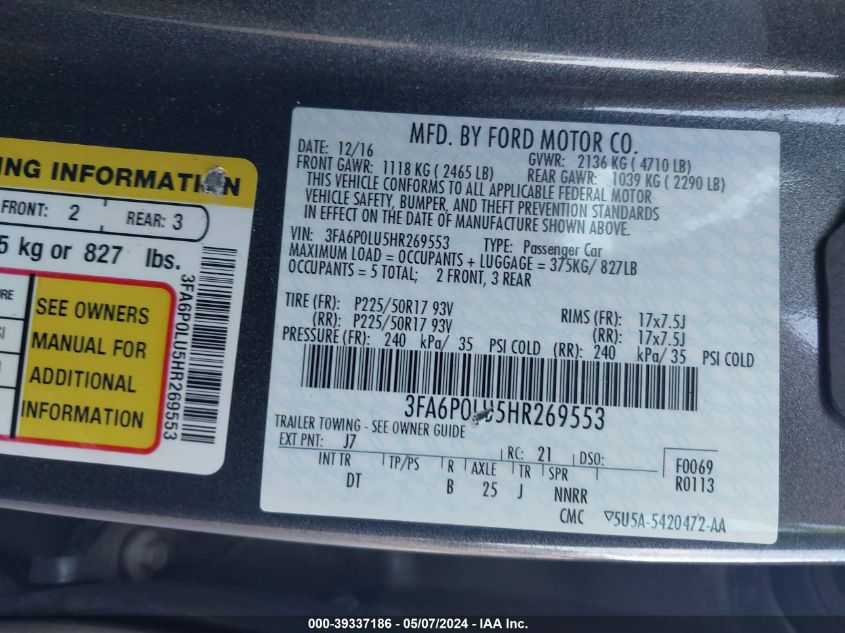 ING INFORMATION
FRONT: 2 REAR: 3
5 kg or 827 lbs.
SEE OWNERS
MANUAL FOR
ADDITIONAL
INFORMATION
3FA6P0LU5HR269553
MFD. BY FORD MOTOR CO.
DATE: 12/16 GVWR: 2136 KG ( 4710 LB)
FRONT GAWR: 1118 KG ( 2465 LB) REAR GAWR: 1039 KG ( 2290 LB)
THIS VEHICLE CONFORMS TO ALL APPLICABLE FEDERAL MOTOR
VEHICLE SAFETY, BUMPER, AND THEFT PREVENTION STANDARDS
IN EFFECT ON THE DATE OF MANUFACTURE SHOWN ABOVE.
VIN: 3FA6P0LU5HR269553 TYPE: Passenger Car
MAXIMUM LOAD = OCCUPANTS + LUGGAGE = 375KG/ 827LB
OCCUPANTS = 5 TOTAL; 2 FRONT, 3 REAR
TIRE (FR): P225/50R17 93V RIMS (FR): 17x7.5J
(RR): P225/50R17 93V (RR): 17x7.5J
PRESSURE (FR): 240 kPa/ 35 PSI COLD (RR): 240 kPa/ 35 PSI COLD
3FA6P0LU5HR269553
TRAILER TOWING - SEE OWNER GUIDE
EXT PNT: J7 RC: 21 DSO: F0069
INT TR TP/PS R AXLE TR SPR R0113
DT B 25 J NNRR
CMC ▽5U5A-5420472-AA
000-39337186 - 05/07/2024 - IAA Inc.